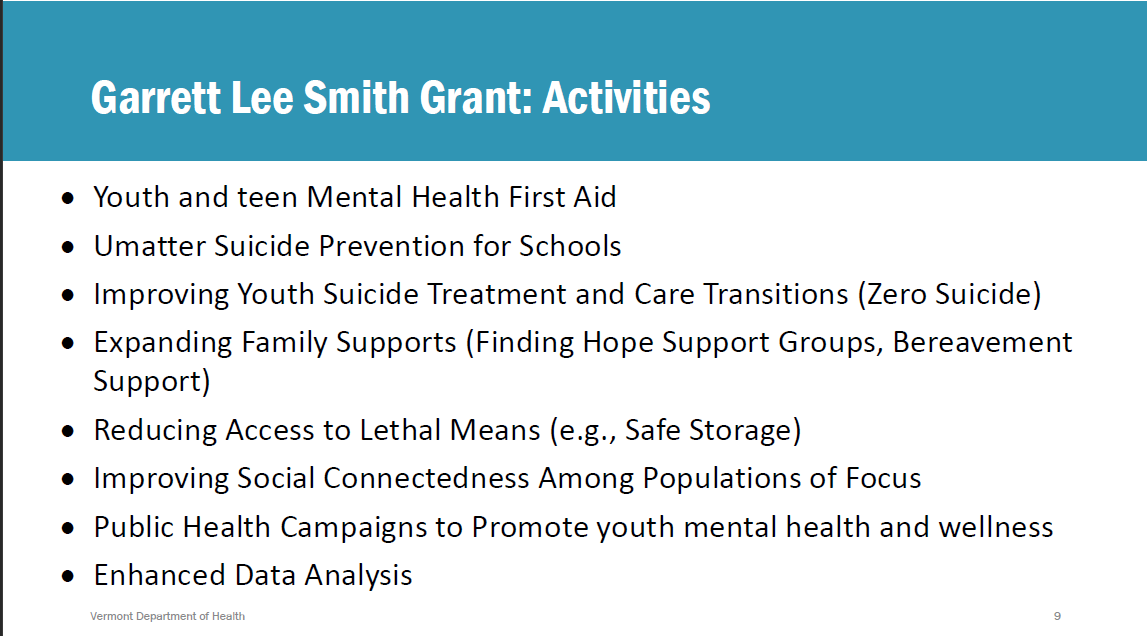 Garrett Lee Smith Grant: Activities
• Youth and teen Mental Health First Aid
• Umatter Suicide Prevention for Schools
• Improving Youth Suicide Treatment and Care Transitions (Zero Suicide)
• Expanding Family Supports (Finding Hope Support Groups, Bereavement
Support)
• Reducing Access to Lethal Means (e.g., Safe Storage)
• Improving Social Connectedness Among Populations of Focus
• Public Health Campaigns to Promote youth mental health and wellness
• Enhanced Data Analysis
Vermont Department of Health 9